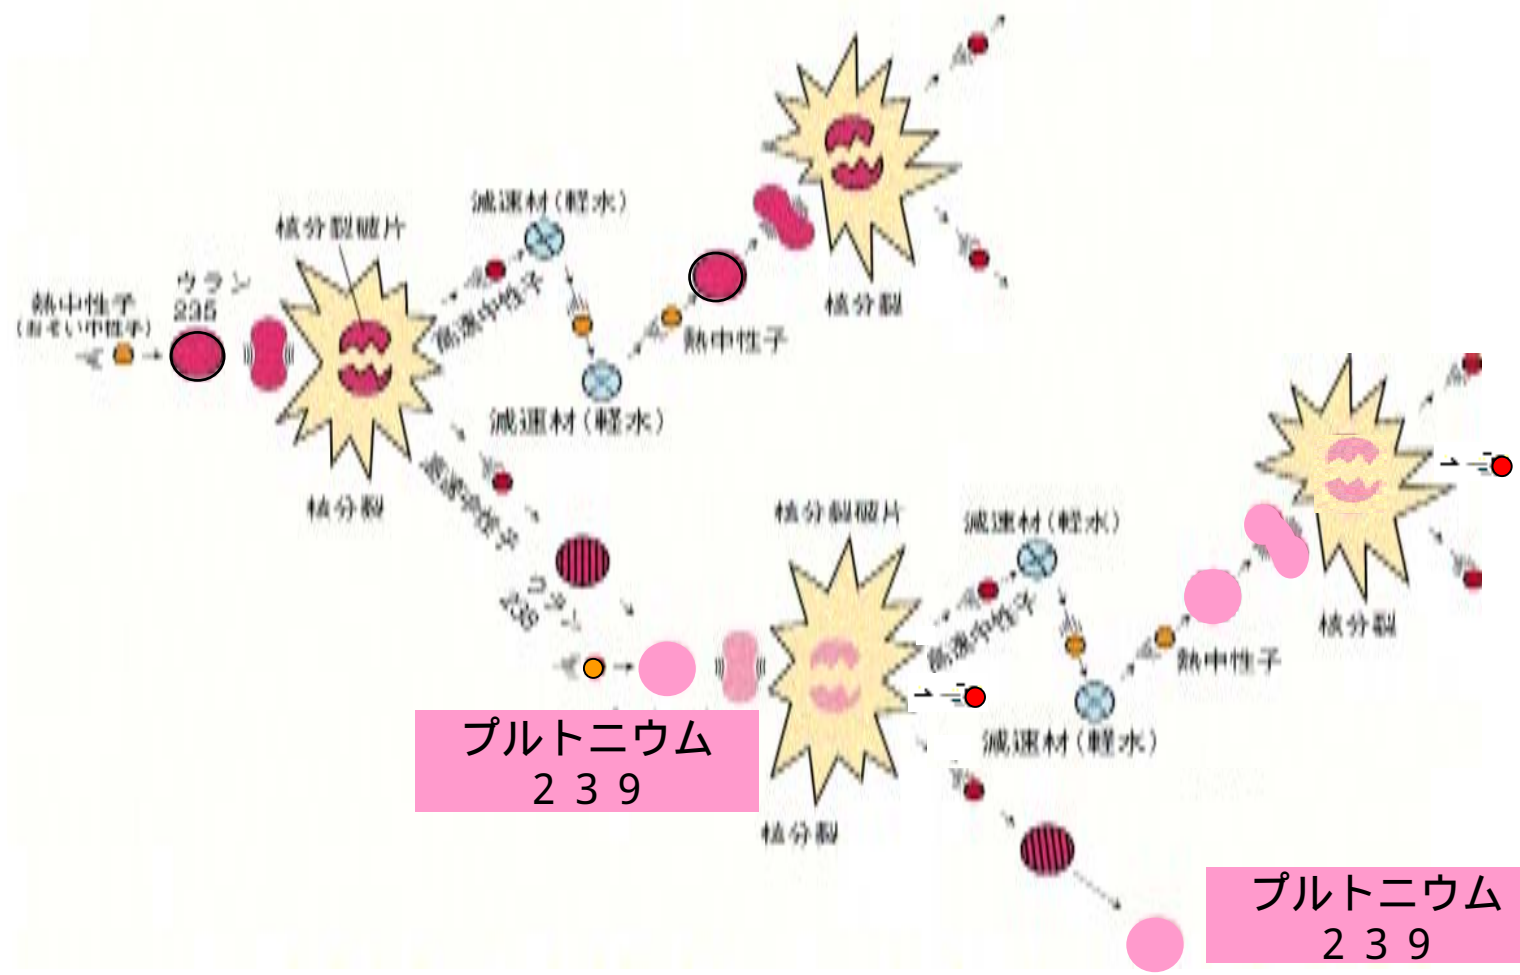 減速材(軽水)
核分裂破片
ウラン
235
熱中性子
(おそい中性子)
高速中性子
核分裂
熱中性子
減速材(軽水)
高速中性子
核分裂
ウラン
238
核分裂破片
減速材(軽水)
高速中性子
核分裂
熱中性子
プルトニウム
２３９
減速材(軽水)
核分裂
プルトニウム
２３９